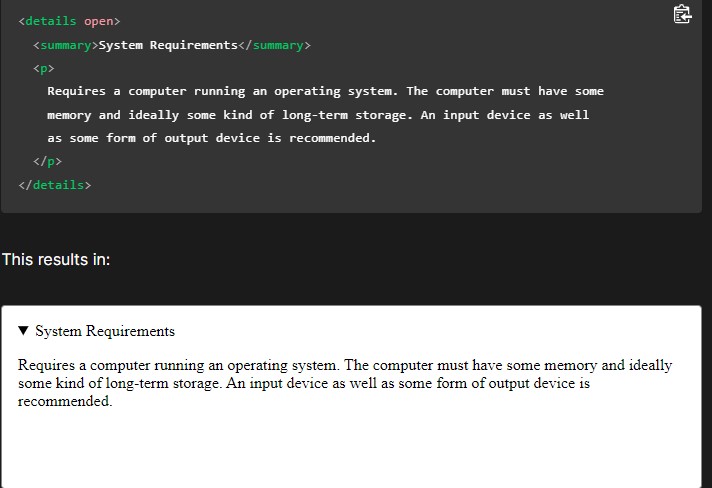 <details open>
<summary>System Requirements</summary>
<p>
Requires a computer running an operating system. The computer must have some
memory and ideally some kind of long-term storage. An input device as well
as some form of output device is recommended.
</p>
</details>
This results in:
▼ System Requirements
Requires a computer running an operating system. The computer must have some memory and ideally
some kind of long-term storage. An input device as well as some form of output device is
recommended.